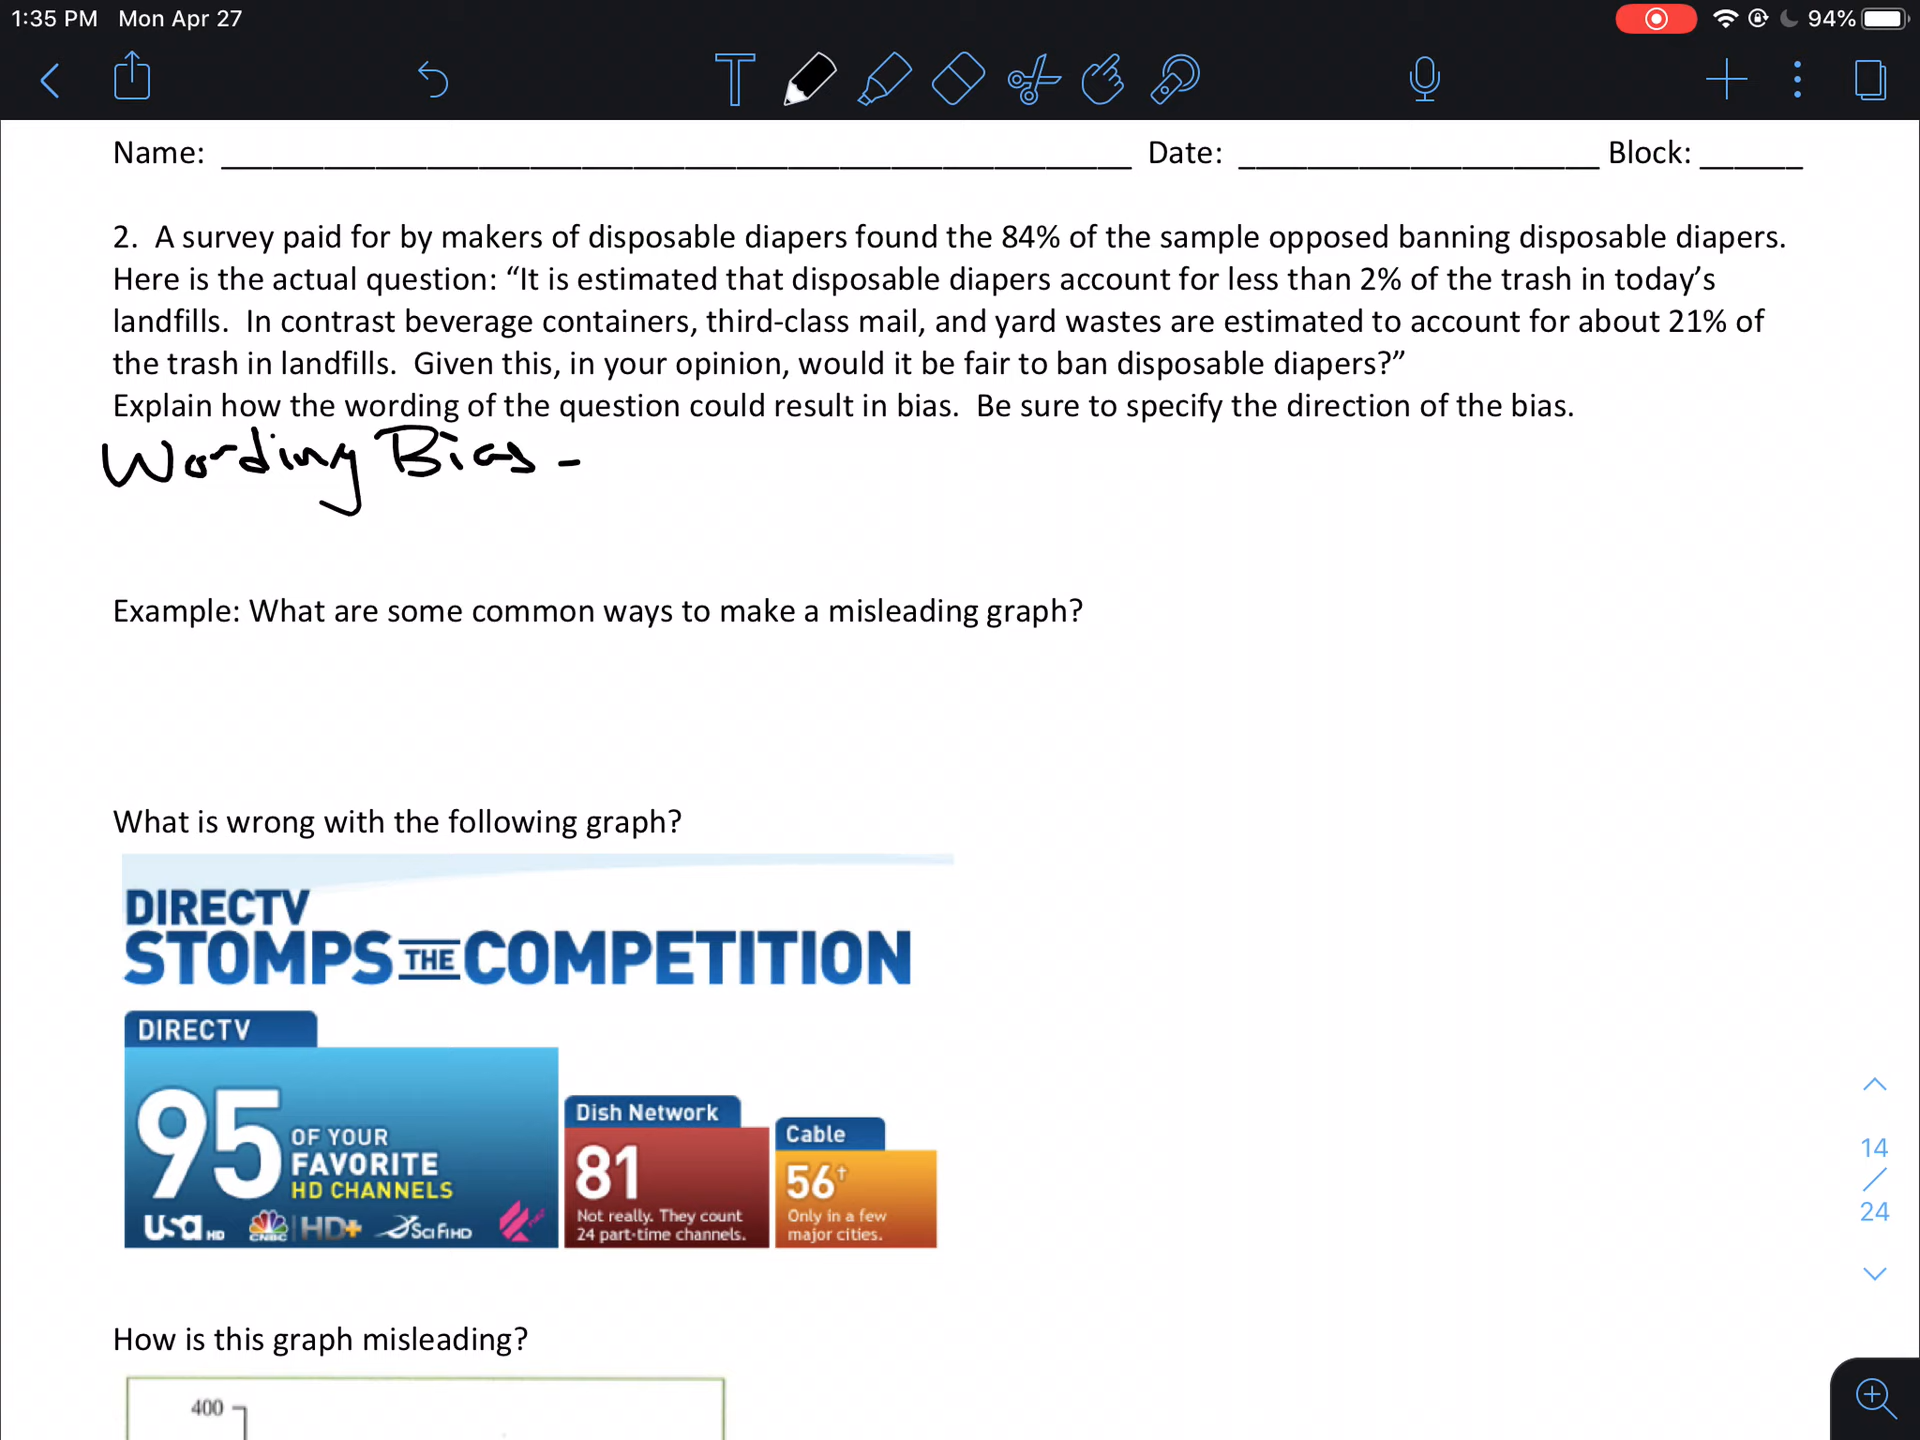 1:35 PM Mon Apr 27
94%
T
Name: Date: Block:
2. A survey paid for by makers of disposable diapers found the 84% of the sample opposed banning disposable diapers.
Here is the actual question: “It is estimated that disposable diapers account for less than 2% of the trash in today’s
landfills. In contrast beverage containers, third-class mail, and yard wastes are estimated to account for about 21% of
the trash in landfills. Given this, in your opinion, would it be fair to ban disposable diapers?”
Explain how the wording of the question could result in bias. Be sure to specify the direction of the bias.
Wording Bias -
Example: What are some common ways to make a misleading graph?
What is wrong with the following graph?
DIRECTV
STOMPS THE COMPETITION
DIRECTV
95 OF YOUR
FAVORITE
HD CHANNELS
usa HD CNBC HD+ SCI FI HD
Dish Network
81
Not really. They count
24 part-time channels.
Cable
56†
Only in a few
major cities.
14
/
24
How is this graph misleading?
400